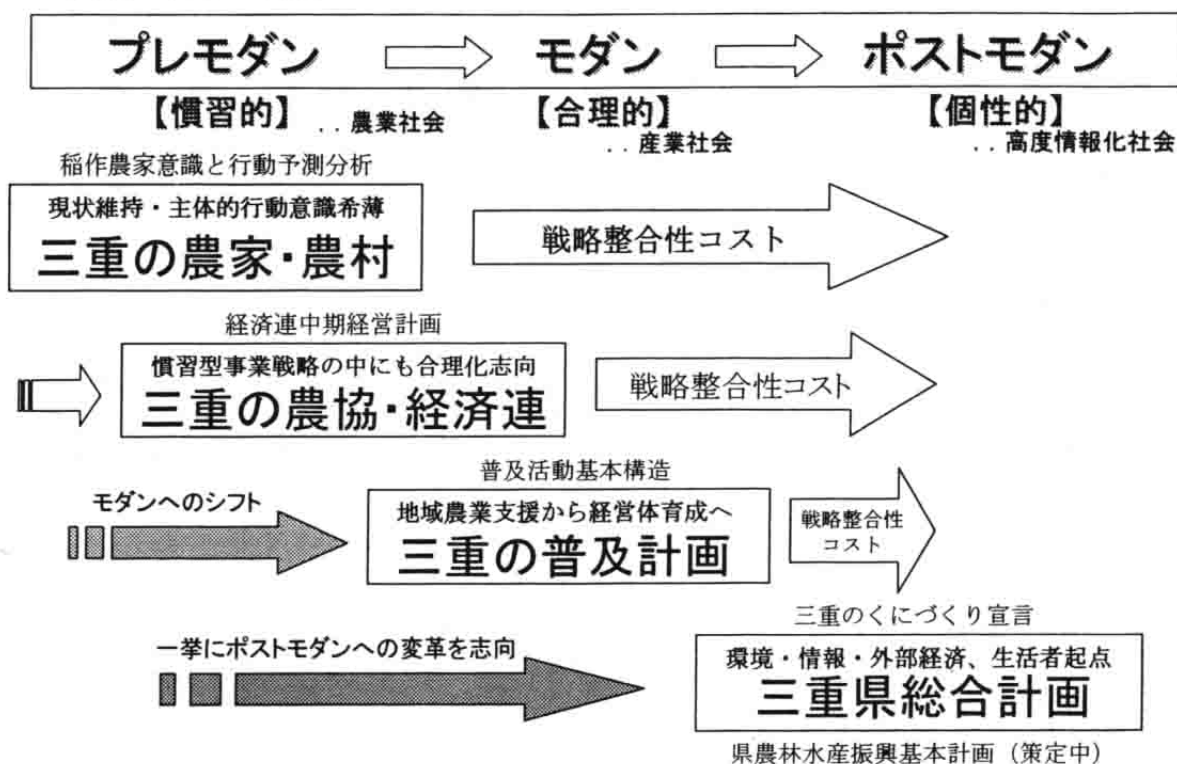 プレモダン
モダン
ポストモダン
【慣習的】 ‥農業社会
【合理的】 ‥産業社会
【個性的】 ‥高度情報化社会
稲作農家意識と行動予測分析
現状維持・主体的行動意識希薄
三重の農家・農村
戦略整合性コスト
経済連中期経営計画
慣習型事業戦略の中にも合理化志向
三重の農協・経済連
戦略整合性コスト
普及活動基本構造
モダンへのシフト
地域農業支援から経営体育成へ
三重の普及計画
戦略整合性
コスト
三重のくにづくり宣言
一挙にポストモダンへの変革を志向
環境・情報・外部経済、生活者起点
三重県総合計画
県農林水産振興基本計画（策定中）